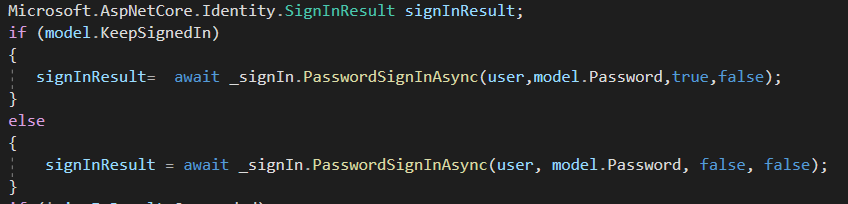 Microsoft.AspNetCore.Identity.SignInResult signInResult;
if (model.KeepSignedIn)
{
signInResult=  await _signIn.PasswordSignInAsync(user,model.Password,true,false);
}
else
{
signInResult = await _signIn.PasswordSignInAsync(user, model.Password, false, false);
}